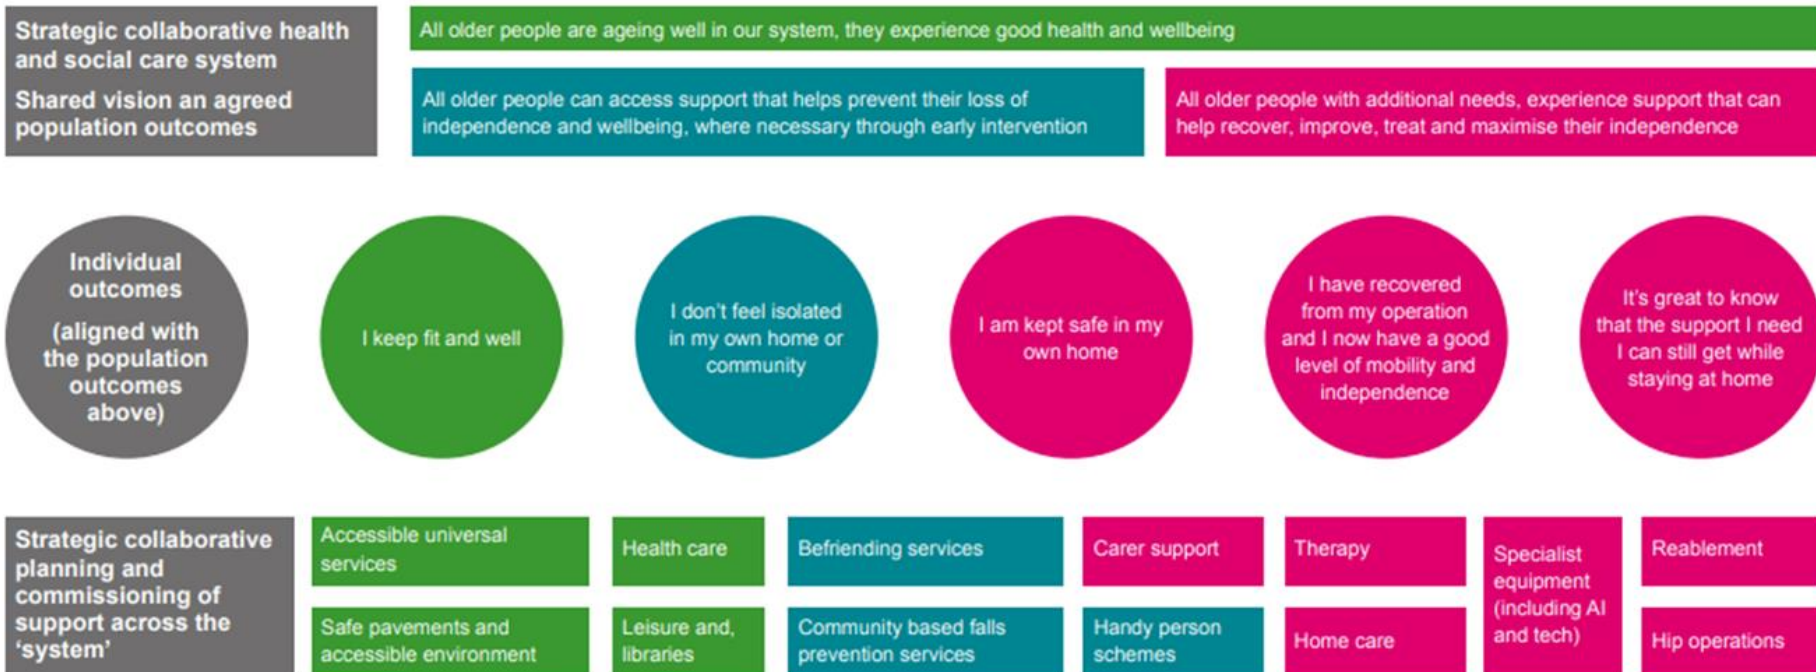 Strategic collaborative health
and social care system
Shared vision an agreed
population outcomes
All older people are ageing well in our system, they experience good health and wellbeing
All older people can access support that helps prevent their loss of
independence and wellbeing, where necessary through early intervention
All older people with additional needs, experience support that can
help recover, improve, treat and maximise their independence
Individual
outcomes
(aligned with
the population
outcomes
above)
I keep fit and well
I don't feel isolated
in my own home or
community
I am kept safe in my
own home
I have recovered
from my operation
and I now have a good
level of mobility and
independence
It's great to know
that the support I need
I can still get while
staying at home
Strategic collaborative
planning and
commissioning of
support across the
‘system’
Accessible universal
services
Health care
Befriending services
Carer support
Therapy
Specialist
equipment
(including AI
and tech)
Reablement
Safe pavements and
accessible environment
Leisure and,
libraries
Community based falls
prevention services
Handy person
schemes
Home care
Hip operations